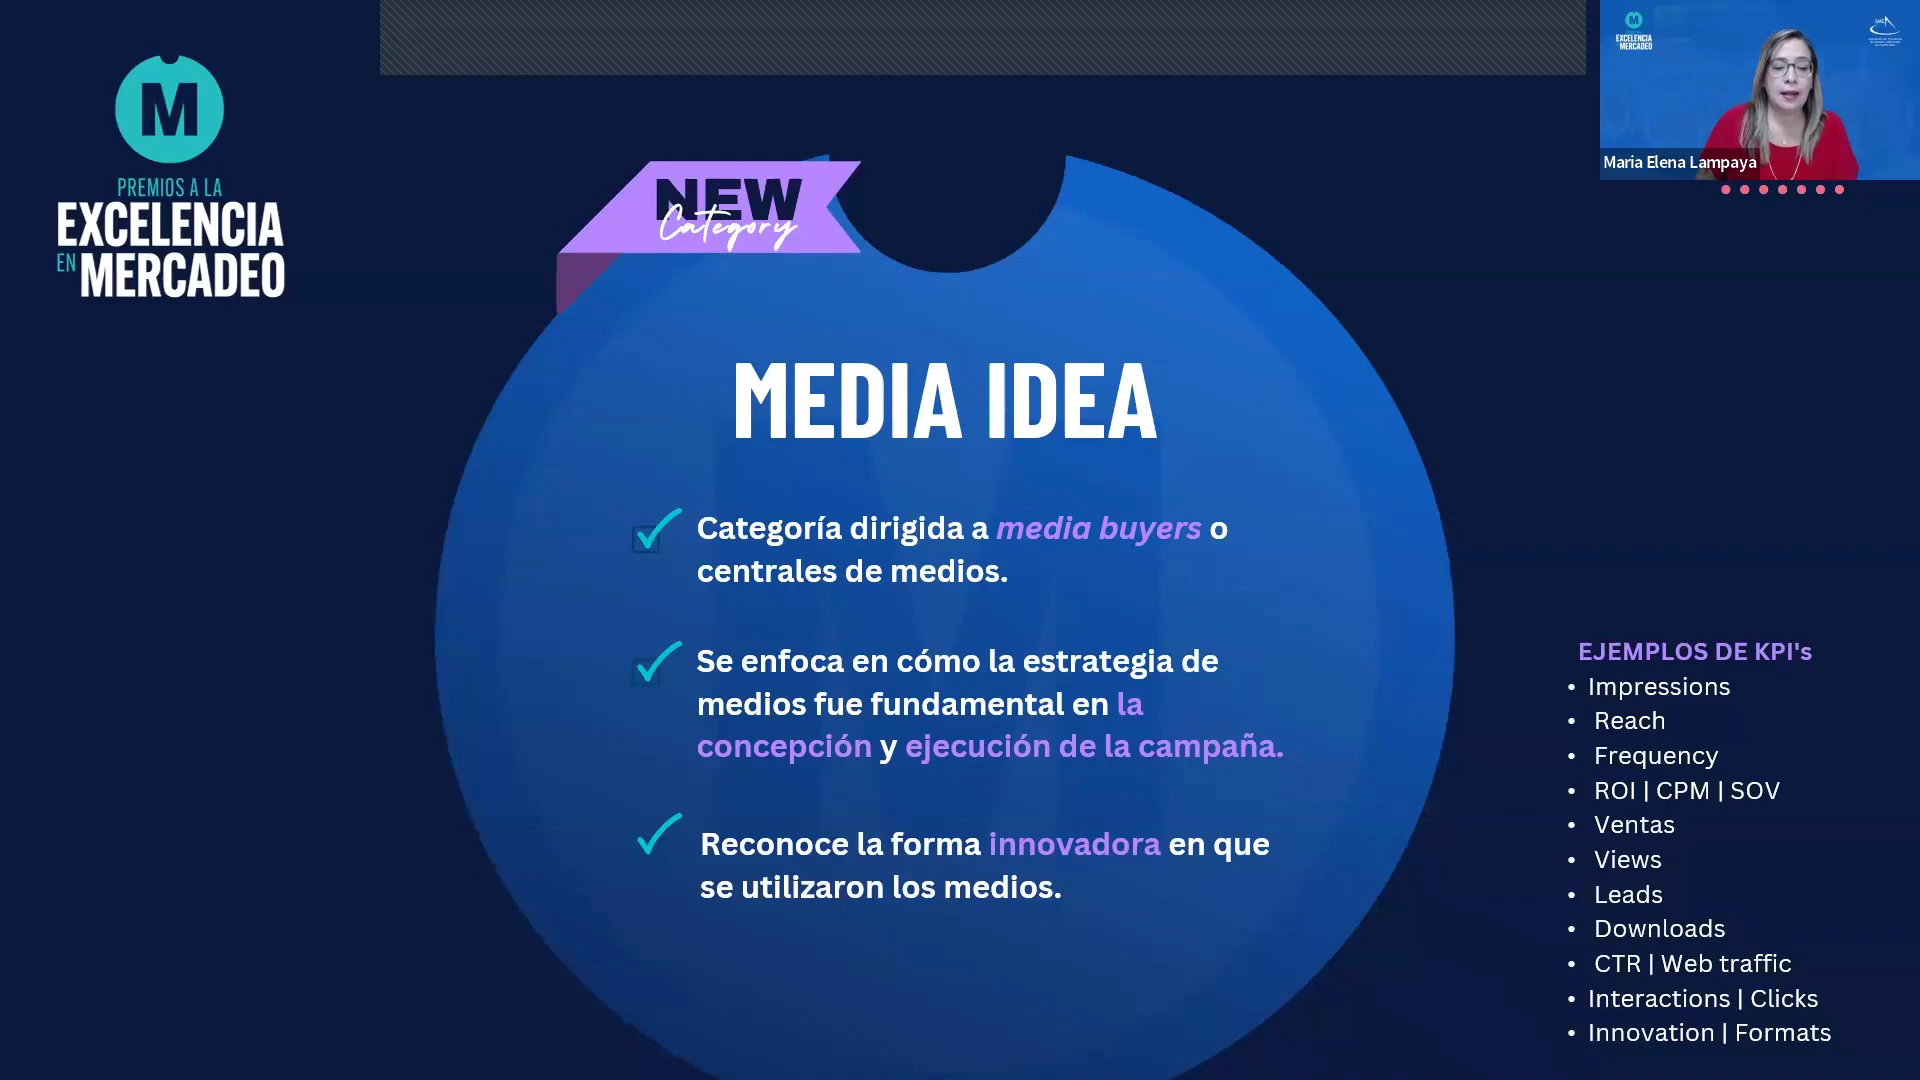 M
PREMIOS A LA
EXCELENCIA
EN MERCADEO
NEW
Category
MEDIA IDEA
Categoría dirigida a media buyers o
centrales de medios.
Se enfoca en cómo la estrategia de
medios fue fundamental en la
concepción y ejecución de la campaña.
Reconoce la forma innovadora en que
se utilizaron los medios.
EJEMPLOS DE KPI's
• Impressions
• Reach
• Frequency
• ROI | CPM | SOV
• Ventas
• Views
• Leads
• Downloads
• CTR | Web traffic
• Interactions | Clicks
• Innovation | Formats
M
EXCELENCIA
EN MERCADEO
SME
Maria Elena Lampaya